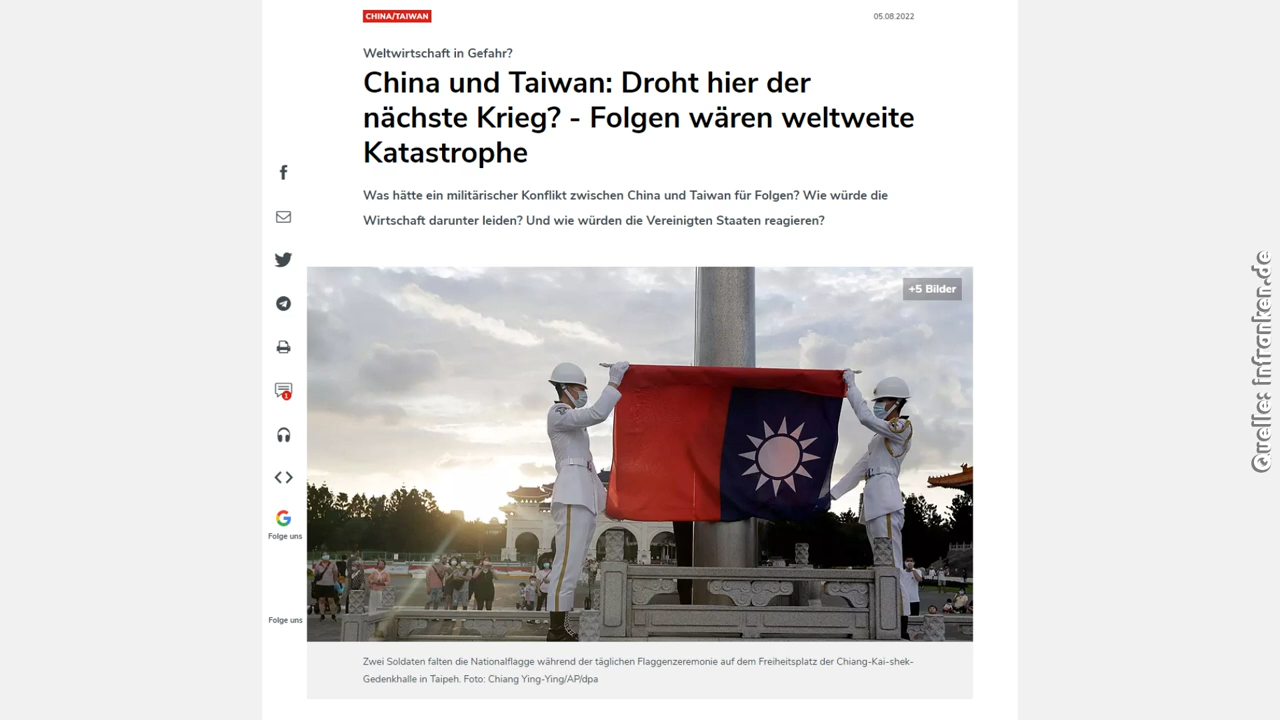 CHINA/TAIWAN
05.08.2022
Weltwirtschaft in Gefahr?
China und Taiwan: Droht hier der
nächste Krieg? - Folgen wären weltweite
Katastrophe
Was hätte ein militärischer Konflikt zwischen China und Taiwan für Folgen? Wie würde die
Wirtschaft darunter leiden? Und wie würden die Vereinigten Staaten reagieren?
+5 Bilder
1
Folge uns
Folge uns
Zwei Soldaten falten die Nationalflagge während der täglichen Flaggenzeremonie auf dem Freiheitsplatz der Chiang-Kai-shek-
Gedenkhalle in Taipeh. Foto: Chiang Ying-Ying/AP/dpa
Quelle: infranken.de